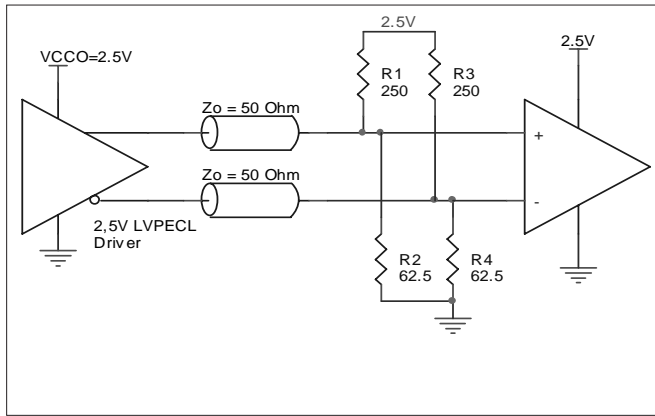 2.5V
VCCO=2.5V
2.5V
R1
250
R3
250
Zo = 50 Ohm
+
Zo = 50 Ohm
-
2,5V LVPECL
Driver
R2
62.5
R4
62.5